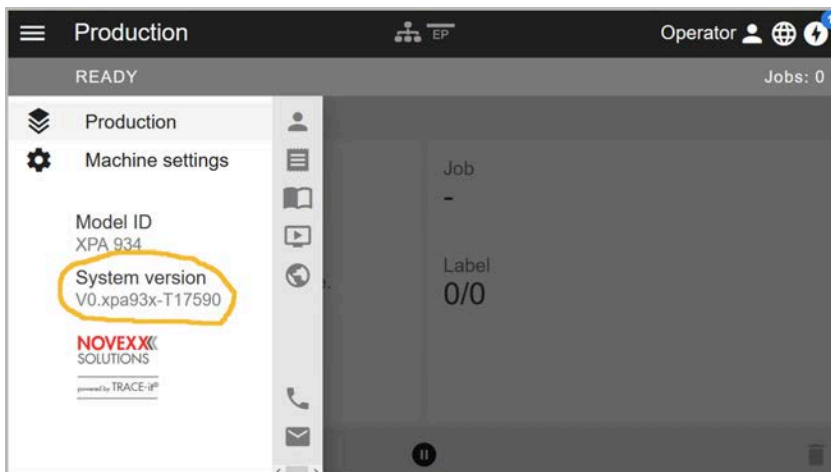 Production
EP
Operator
READY
Jobs: 0
Production
Machine settings
Model ID
XPA 934
System version
V0.xpa93x-T17590
NOVEXX
SOLUTIONS
powered by TRACE-it®
Job
-
Label
0/0